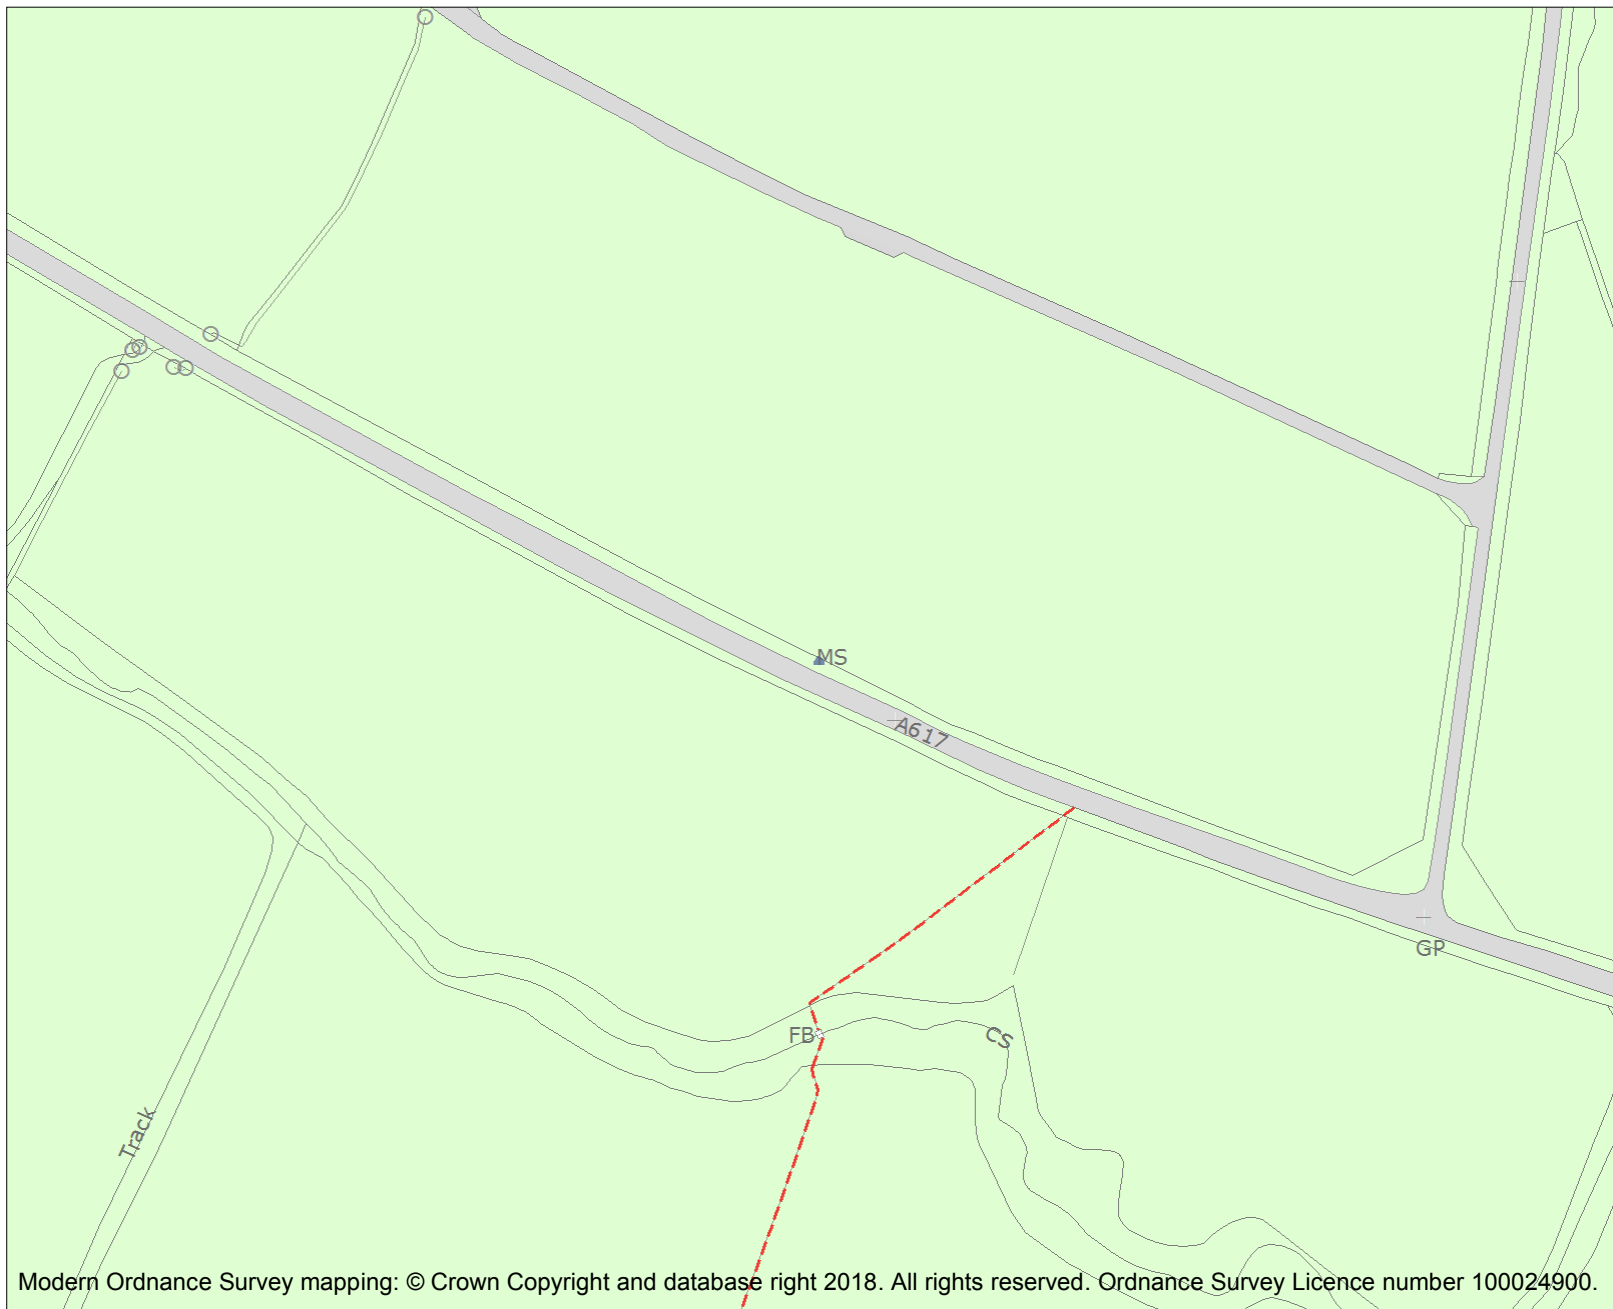 MS
A617
GP
FB
CS
Track
Modern Ordnance Survey mapping: © Crown Copyright and database right 2018. All rights reserved. Ordnance Survey Licence number 100024900.